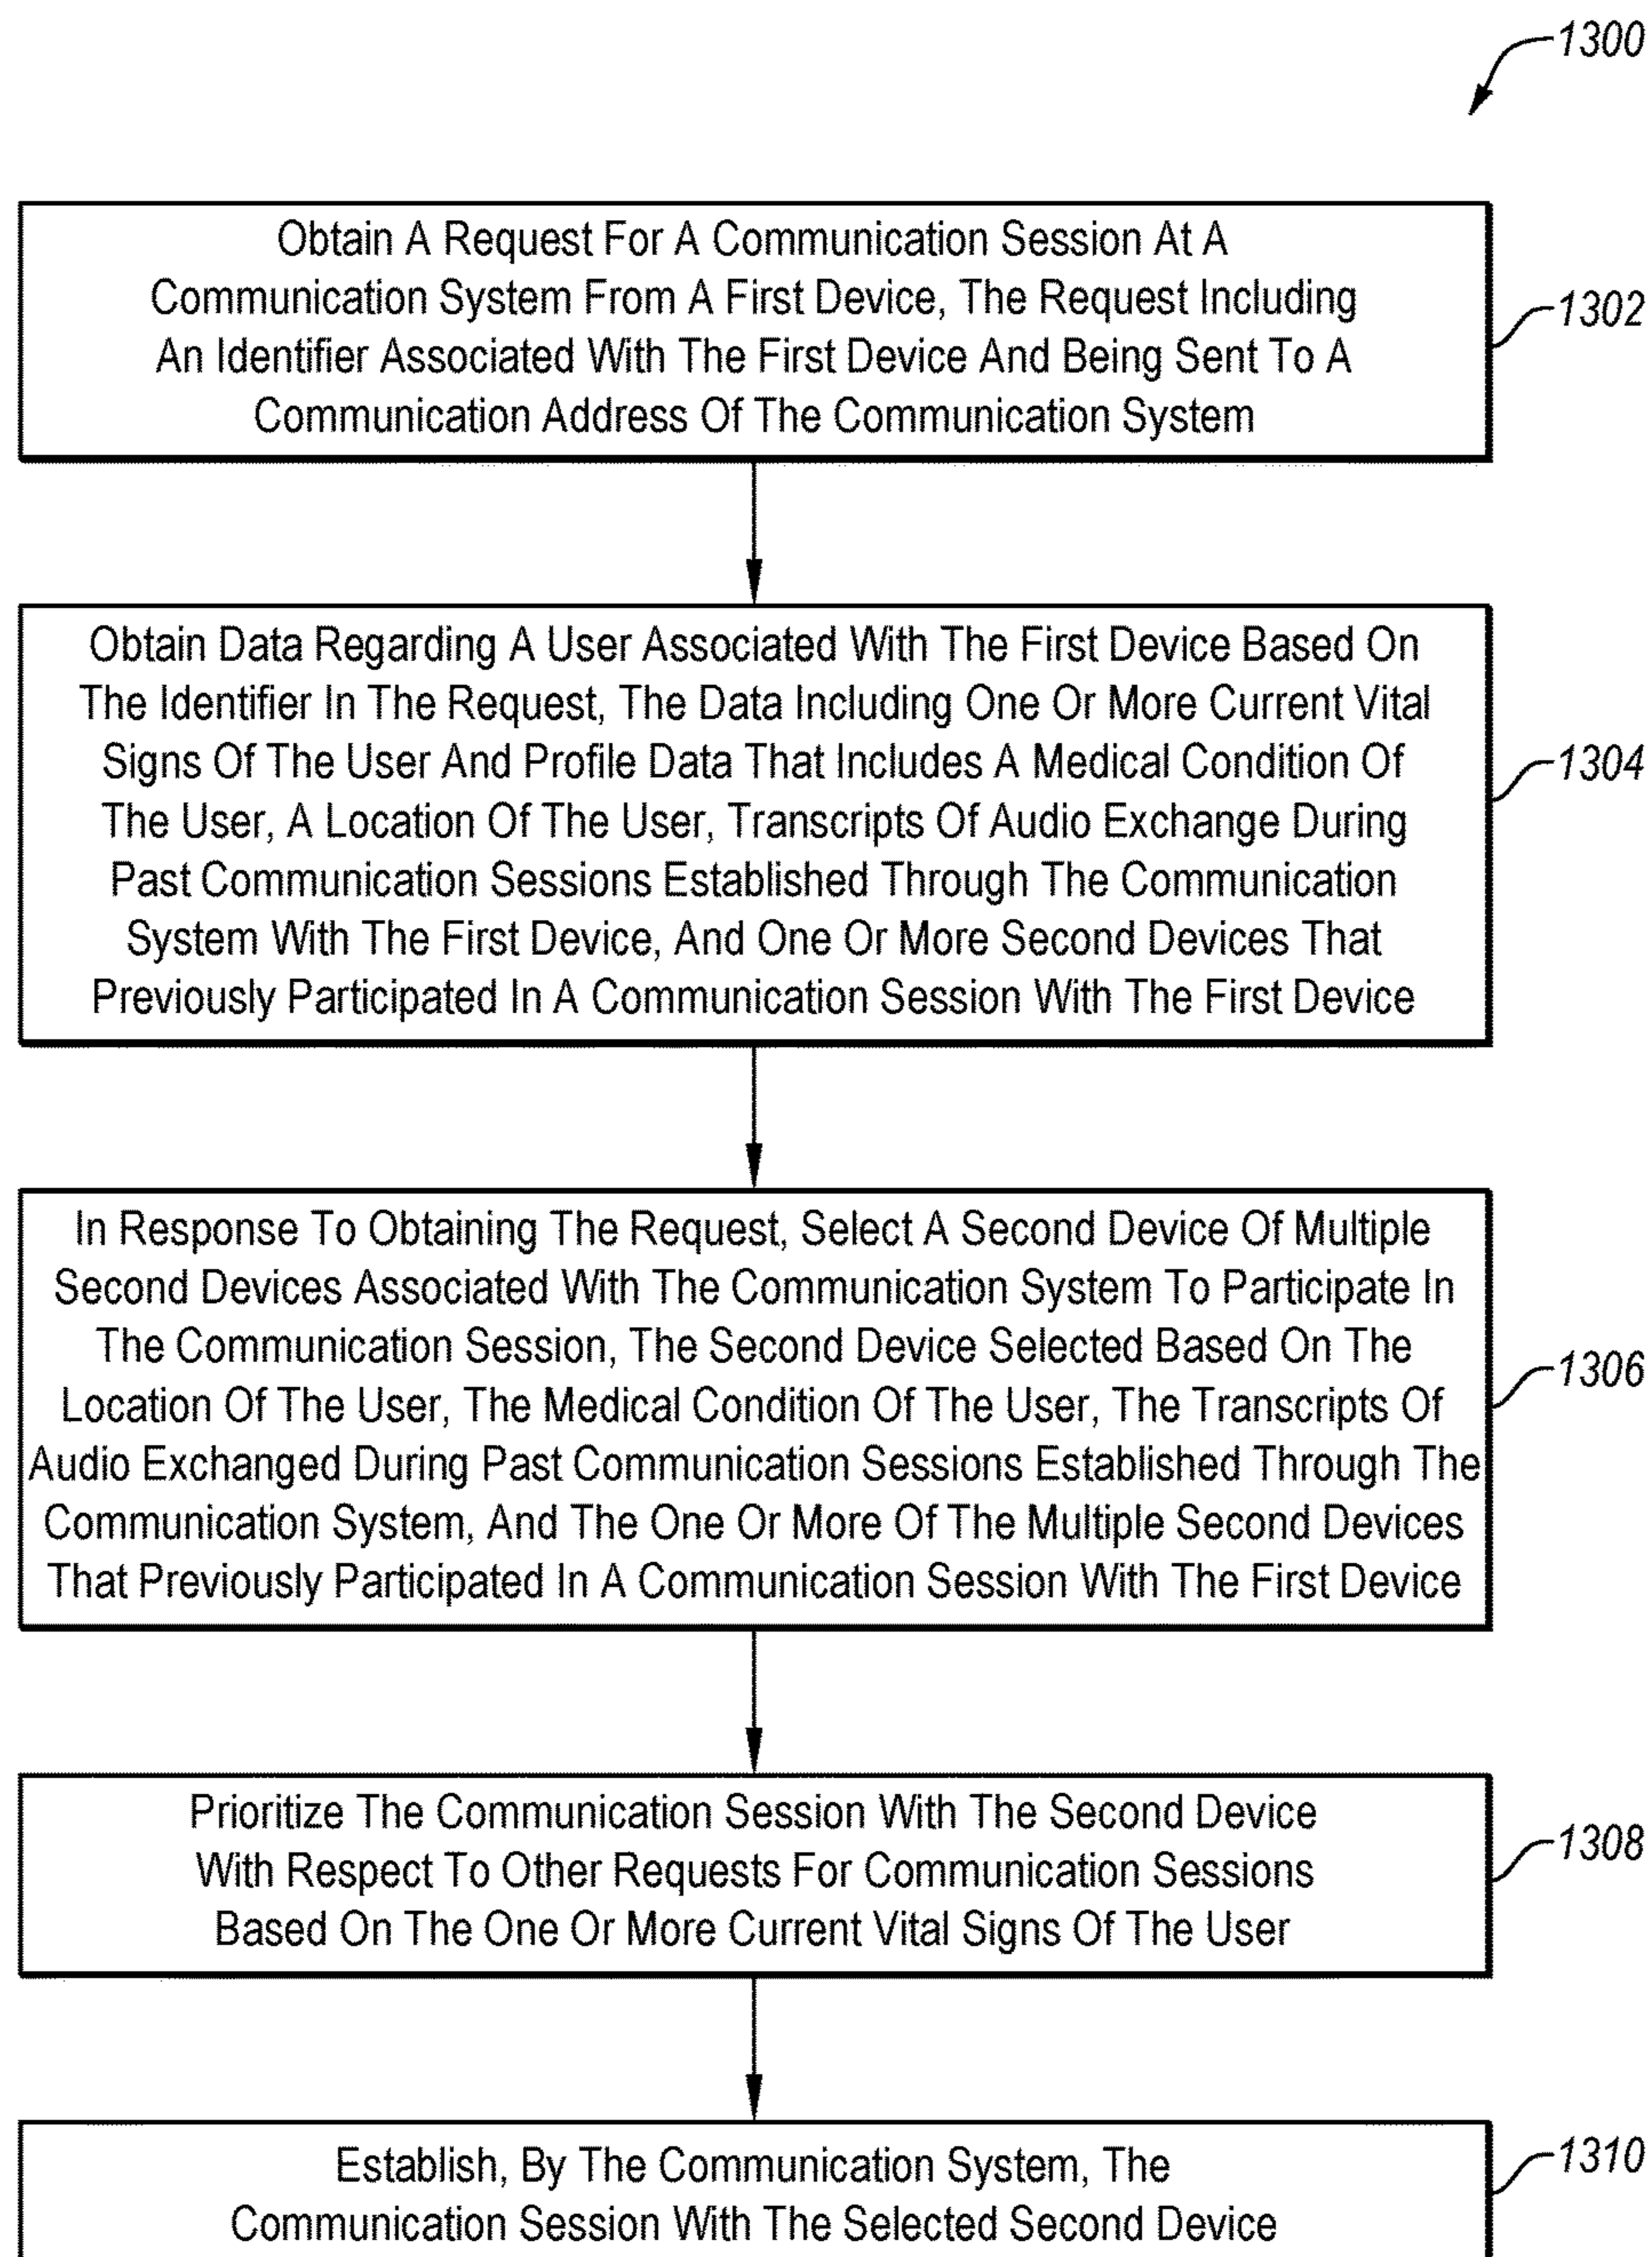 1300
Obtain A Request For A Communication Session At A
Communication System From A First Device, The Request Including
An Identifier Associated With The First Device And Being Sent To A
Communication Address Of The Communication System
1302
Obtain Data Regarding A User Associated With The First Device Based On
The Identifier In The Request, The Data Including One Or More Current Vital
Signs Of The User And Profile Data That Includes A Medical Condition Of
The User, A Location Of The User, Transcripts Of Audio Exchange During
Past Communication Sessions Established Through The Communication
System With The First Device, And One Or More Second Devices That
Previously Participated In A Communication Session With The First Device
1304
In Response To Obtaining The Request, Select A Second Device Of Multiple
Second Devices Associated With The Communication System To Participate In
The Communication Session, The Second Device Selected Based On The
Location Of The User, The Medical Condition Of The User, The Transcripts Of
Audio Exchanged During Past Communication Sessions Established Through The
Communication System, And The One Or More Of The Multiple Second Devices
That Previously Participated In A Communication Session With The First Device
1306
Prioritize The Communication Session With The Second Device
With Respect To Other Requests For Communication Sessions
Based On The One Or More Current Vital Signs Of The User
1308
Establish, By The Communication System, The
Communication Session With The Selected Second Device
1310